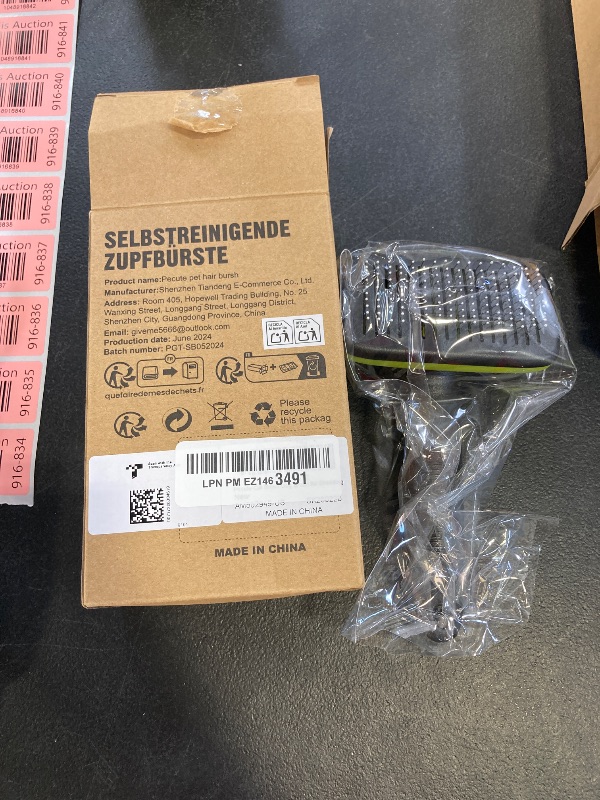 s Auction
916-841
916-840
Auction
916-839
uction
916-838
916-837
916-836
916-835
916-834
SELBSTREINIGENDE
ZUPFBÜRSTE
Product name:Pecute pet hair bursh
Manufacturer:Shenzhen Tiandeng E-Commerce Co., Ltd.
Address: Room 405, Hopewell Trading Building, No. 25,
Wanxing Street, Longgang Street, Longgang District,
Shenzhen City, Guangdong Province, China
Email: giveme5666@outlook.com
Production date: June 2024
Batch number: PGT-SB052024
FR
quefairedemesdechets.fr
Please
recycle
this packag
LPN PM EZ146 3491
MADE IN CHINA
MADE IN CHINA